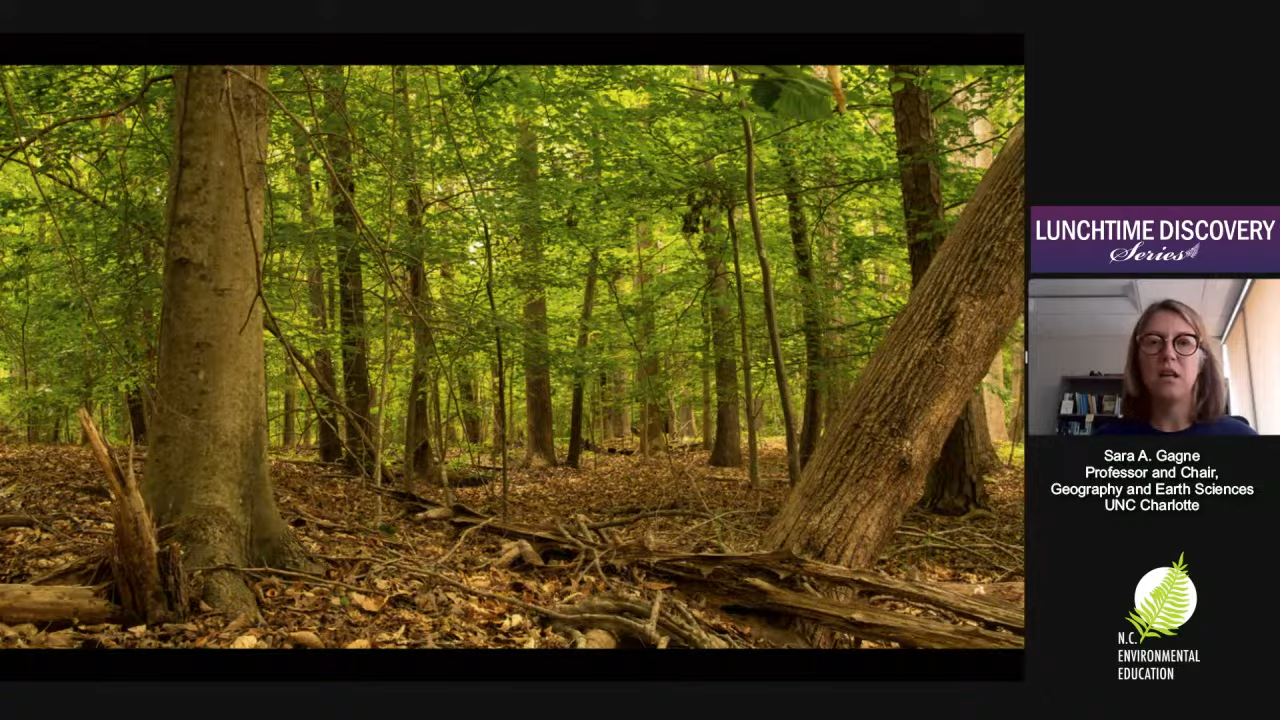 LUNCHTIME DISCOVERY
Series
Sara A. Gagne
Professor and Chair,
Geography and Earth Sciences
UNC Charlotte
N.C.
ENVIRONMENTAL
EDUCATION